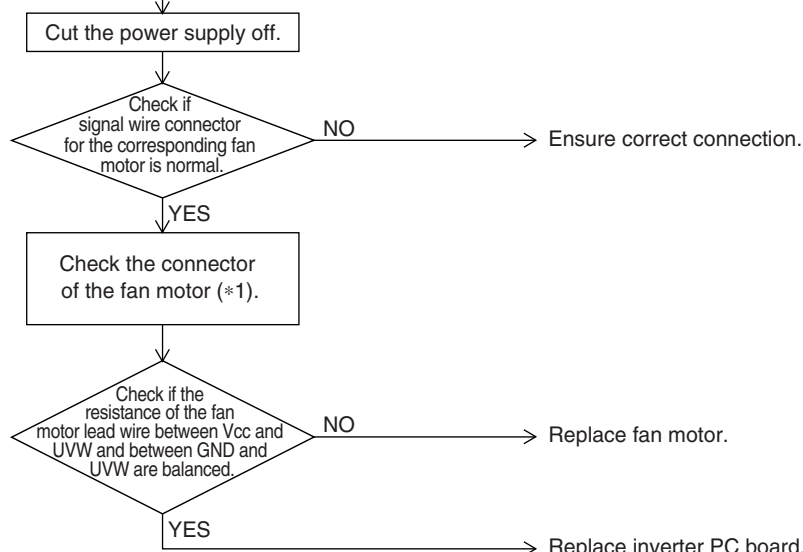 Cut the power supply off.
Check if
signal wire connector
for the corresponding fan
motor is normal.
NO
Ensure correct connection.
YES
Check the connector
of the fan motor (*1).
Check if the
resistance of the fan
motor lead wire between Vcc and
UVW and between GND and
UVW are balanced.
NO
Replace fan motor.
YES
Replace inverter PC board.